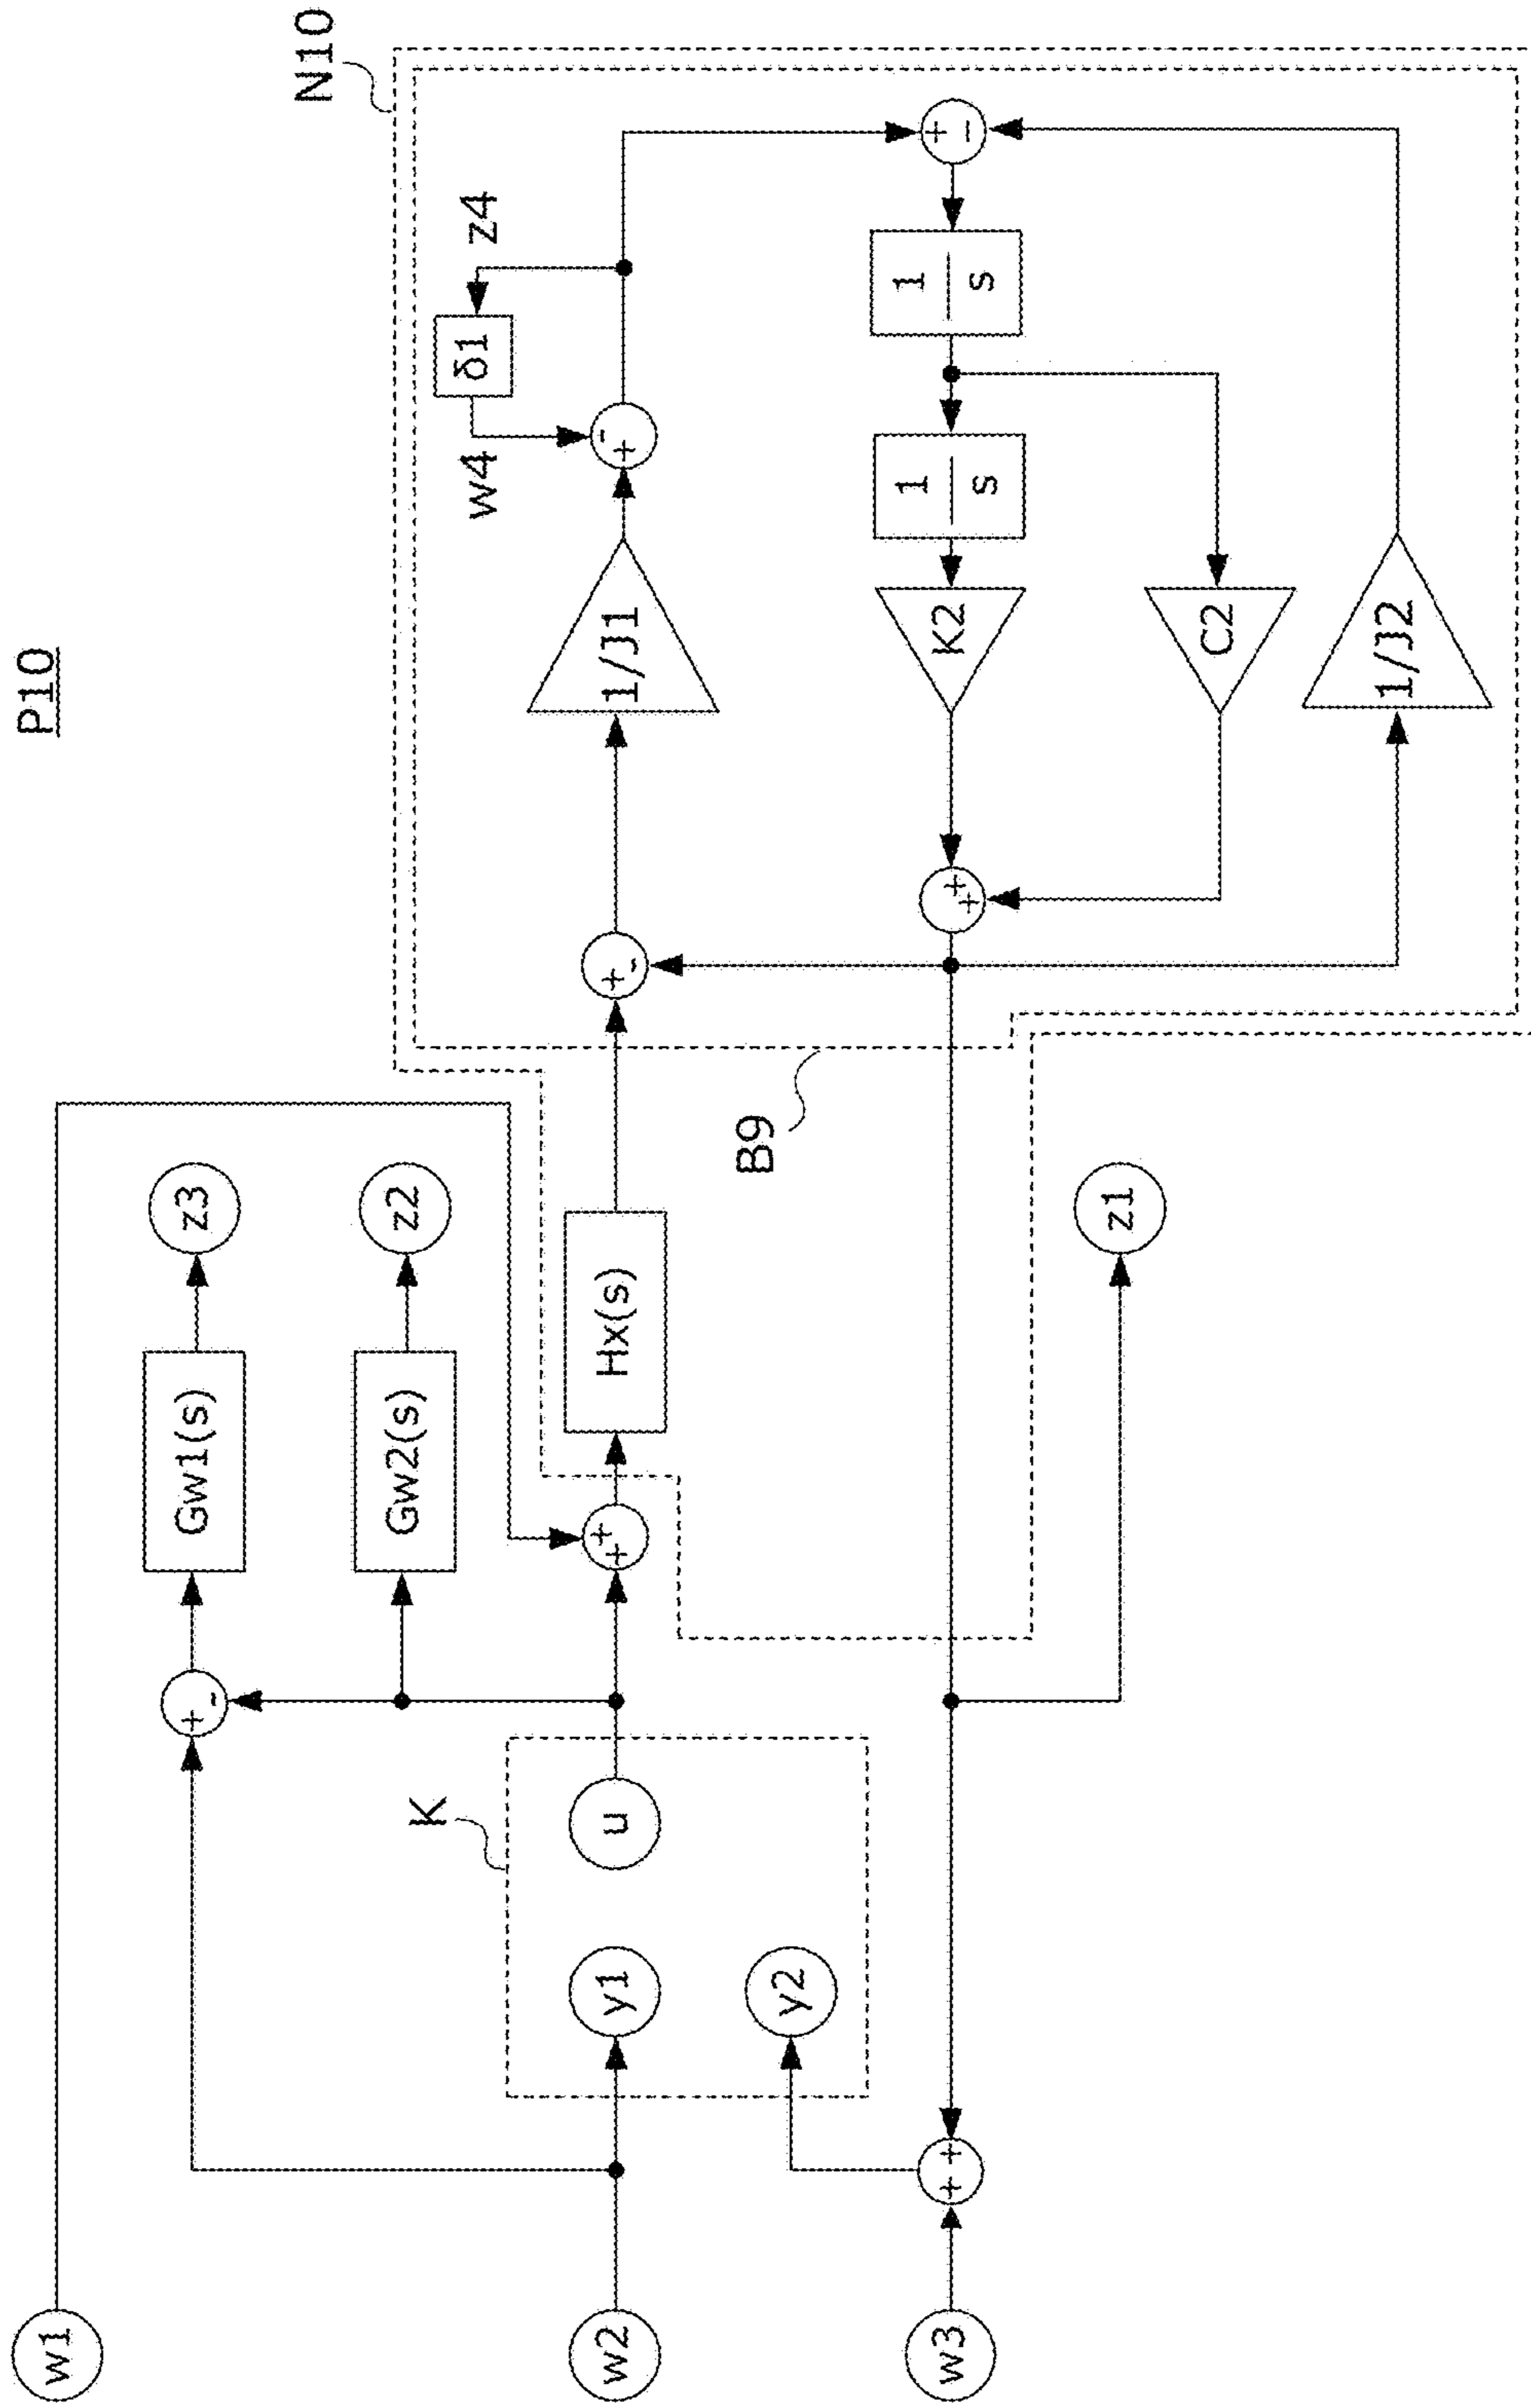 P10
N10
w1
z3
Gw1(s)
+ -
z2
Gw2(s)
δ1
z4
w4
- +
K
w2
y1
u
+ +
Hx(s)
+ -
1/J1
y2
B9
w3
+ +
+ +
K2
1
s
1
s
+ -
z1
C2
1/J2